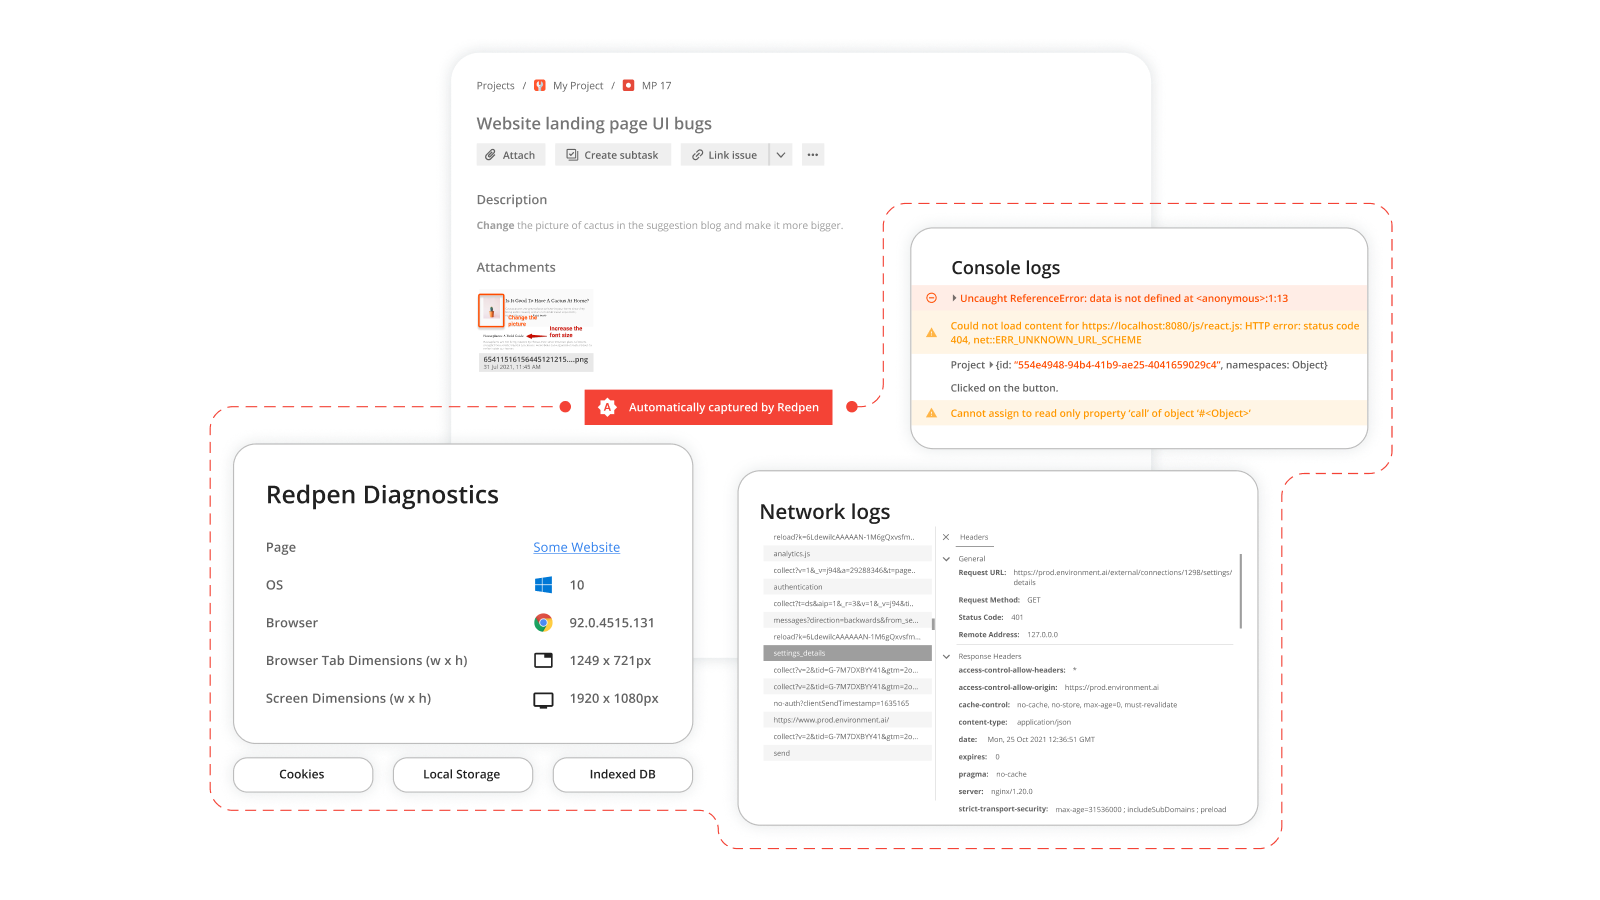 Projects / My Project / MP 17
Website landing page UI bugs
Attach Create subtask Link issue ...
Description
Change the picture of cactus in the suggestion blog and make it more bigger.
Attachments
Is It Good To Have A Cactus At Home?
Change the
picture
Increase the
font size
65411516156445121215....png
31 jul 2021, 11:45 AM
Automatically captured by Redpen
Console logs
Uncaught ReferenceError: data is not defined at <anonymous>:1:13
Could not load content for https://localhost:8080/js/react.js: HTTP error: status code
404, net::ERR_UNKNOWN_URL_SCHEME
Project {id: “554e4948-94b4-41b9-ae25-4041659029c4”, namespaces: Object}
Clicked on the button.
Cannot assign to read only property ‘call’ of object ‘#<Object>’
Redpen Diagnostics
Page Some Website
OS 10
Browser 92.0.4515.131
Browser Tab Dimensions (w x h) 1249 x 721px
Screen Dimensions (w x h) 1920 x 1080px
Cookies
Local Storage
Indexed DB
Network logs
reload?k=6LdewilcAAAAAN-1M6gQxvsfm..
analytics.js
collect?v=1&_v=j94&a=29288346&t=page..
authentication
collect?t=ds&aip=1&_r=3&v=1&_v=j94&ti..
messages?direction=backwards&from_se...
reload?k=6LdewilcAAAAAAN-1M6gQxvsfm...
settings_details
collect?v=2&tid=G-7M7DXBYY41&gtm=2o...
collect?v=2&tid=G-7M7DXBYY41&gtm=2o...
no-auth?clientSendTimestamp=1635165
https://www.prod.environment.ai/
collect?v=2&tid=G-7M7DXBYY41&gtm=2o...
send
Headers
General
Request URL: https://prod.environment.ai/external/connections/1298/settings/
details
Request Method: GET
Status Code: 401
Remote Address: 127.0.0.0
Response Headers
access-control-allow-headers: *
access-control-allow-origin: https://prod.environment.ai
cache-control: no-cache, no-store, max-age=0, must-revalidate
content-type: application/json
date: Mon, 25 Oct 2021 12:36:51 GMT
expires: 0
pragma: no-cache
server: nginx/1.20.0
strict-transport-security: max-age=31536000 ; includeSubDomains ; preload